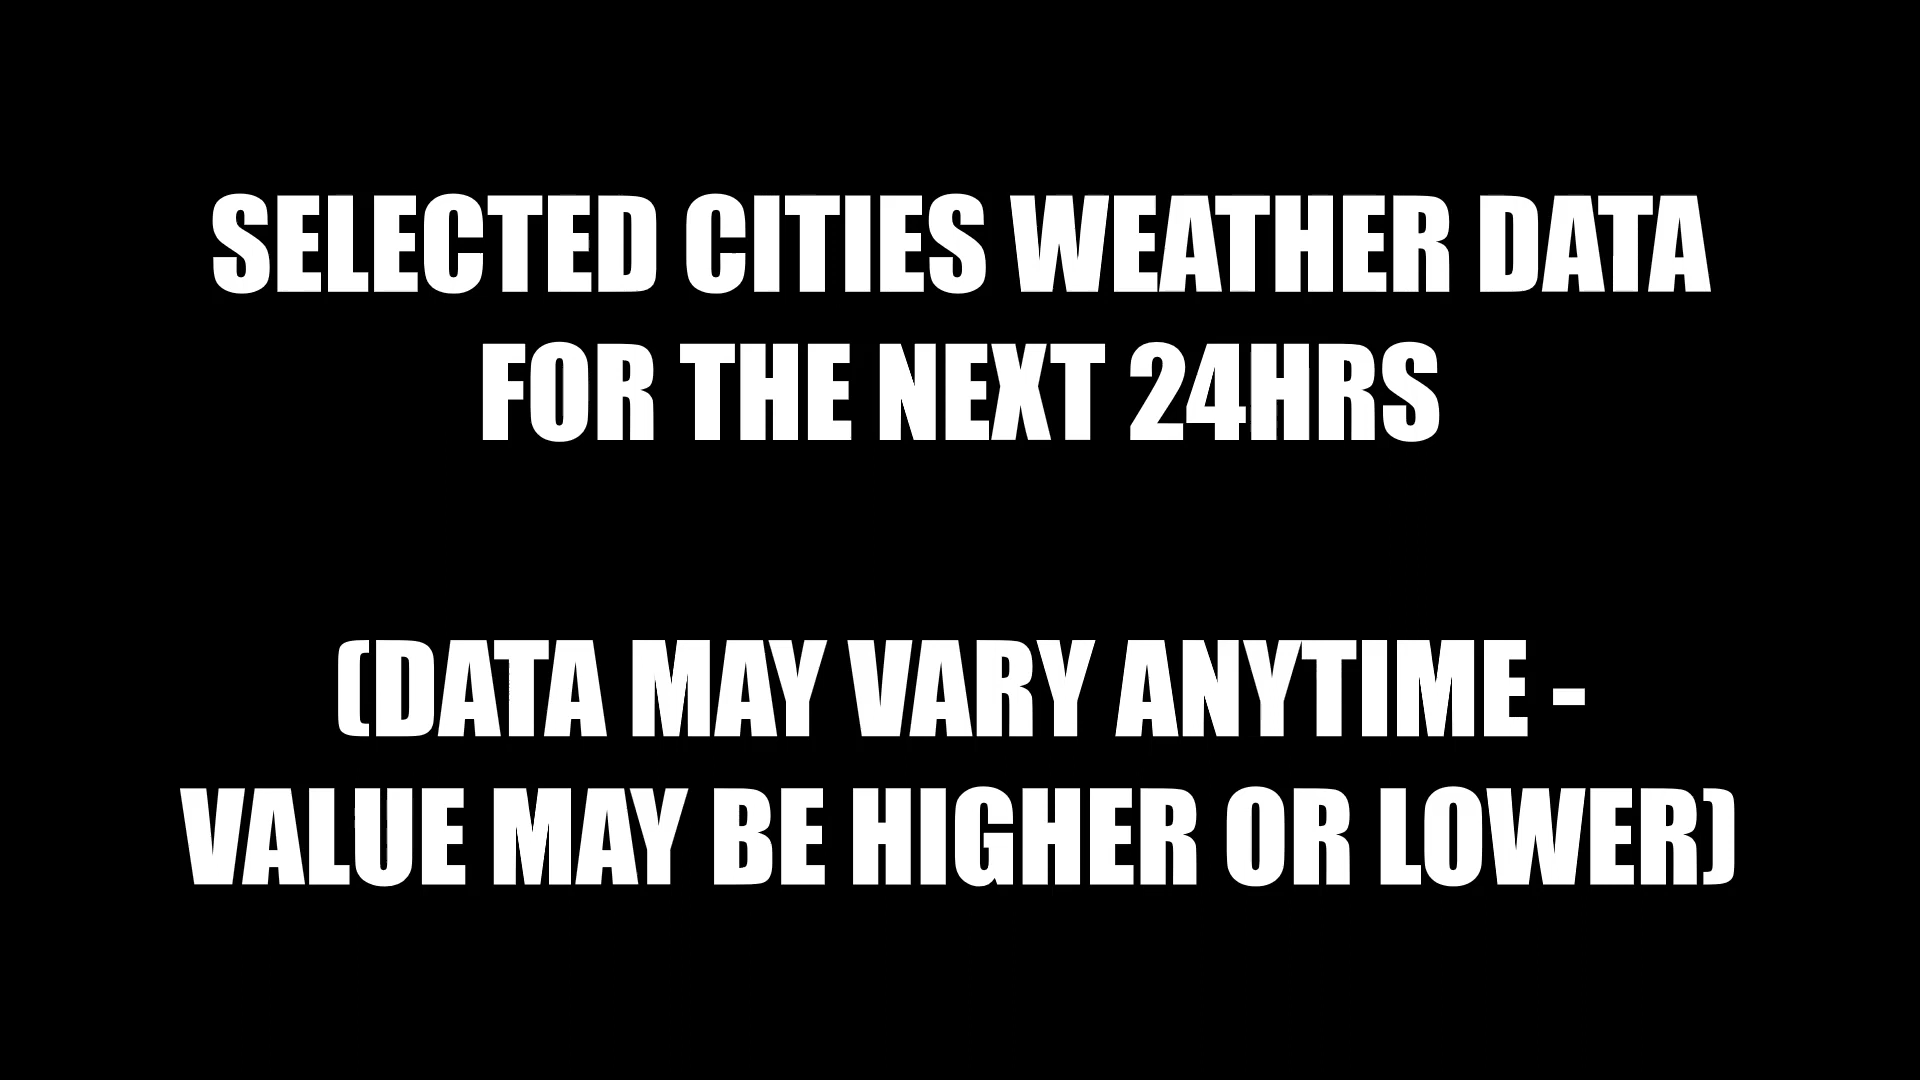 SELECTED CITIES WEATHER DATA
FOR THE NEXT 24HRS
(DATA MAY VARY ANYTIME -
VALUE MAY BE HIGHER OR LOWER)